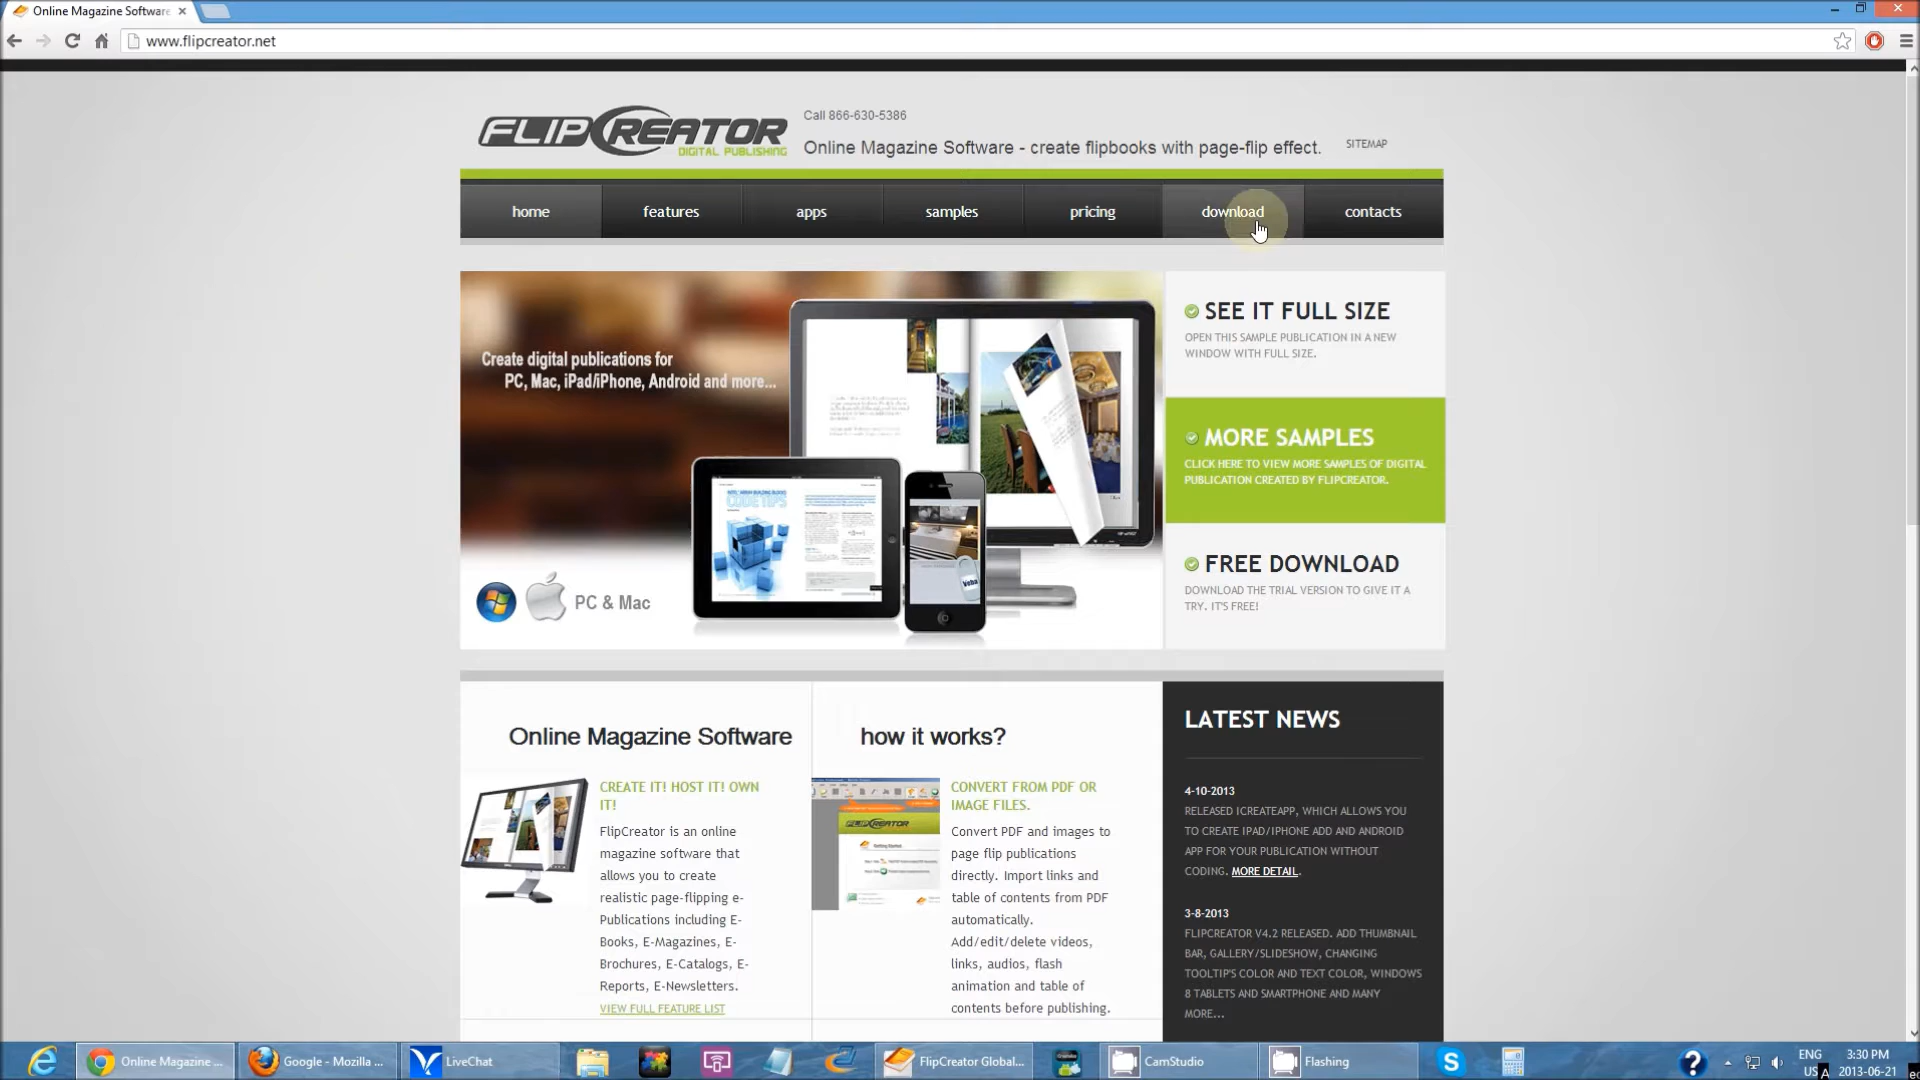 Online Magazine Software
www.flipcreator.net
FLIPCREATOR
DIGITAL PUBLISHING
Call 866-630-5386
Online Magazine Software - create flipbooks with page-flip effect.
SITEMAP
home
features
apps
samples
pricing
download
contacts
Create digital publications for
PC, Mac, iPad/iPhone, Android and more...
CODE TIPS
Veba
PC & Mac
SEE IT FULL SIZE
OPEN THIS SAMPLE PUBLICATION IN A NEW
WINDOW WITH FULL SIZE.
MORE SAMPLES
CLICK HERE TO VIEW MORE SAMPLES OF DIGITAL
PUBLICATION CREATED BY FLIPCREATOR.
FREE DOWNLOAD
DOWNLOAD THE TRIAL VERSION TO GIVE IT A
TRY. IT'S FREE!
Online Magazine Software
CREATE IT! HOST IT! OWN
IT!
FlipCreator is an online
magazine software that
allows you to create
realistic page-flipping e-
Publications including E-
Books, E-Magazines, E-
Brochures, E-Catalogs, E-
Reports, E-Newsletters.
VIEW FULL FEATURE LIST
how it works?
FLIPCREATOR
Getting Started
CONVERT FROM PDF OR
IMAGE FILES.
Convert PDF and images to
page flip publications
directly. Import links and
table of contents from PDF
automatically.
Add/edit/delete videos,
links, audios, flash
animation and table of
contents before publishing.
LATEST NEWS
4-10-2013
RELEASED ICREATEAPP, WHICH ALLOWS YOU
TO CREATE IPAD/IPHONE ADD AND ANDROID
APP FOR YOUR PUBLICATION WITHOUT
CODING. MORE DETAIL.
3-8-2013
FLIPCREATOR V4.2 RELEASED. ADD THUMBNAIL
BAR, GALLERY/SLIDESHOW, CHANGING
TOOLTIP'S COLOR AND TEXT COLOR, WINDOWS
8 TABLETS AND SMARTPHONE AND MANY
MORE...
Online Magazine ...
Google - Mozilla ...
LiveChat
FlipCreator Global...
CamStudio
Flashing
ENG
US
3:30 PM
2013-06-21